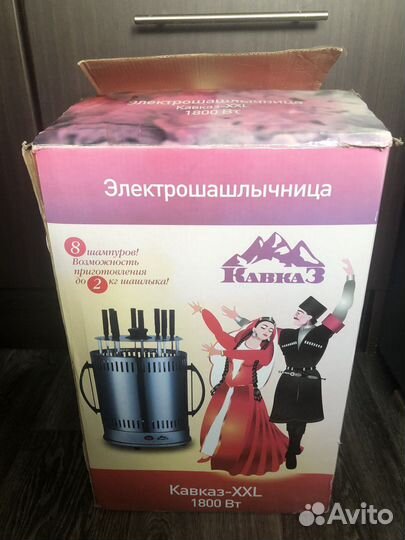 Электрошашлычница
Кавказ-XXL
1800 Вт
Электрошашлычница
8 шампуров!
Возможность
приготовления
до 2 кг шашлыка!
КАВКАЗ
Кавказ-XXL
1800 Вт
Avito